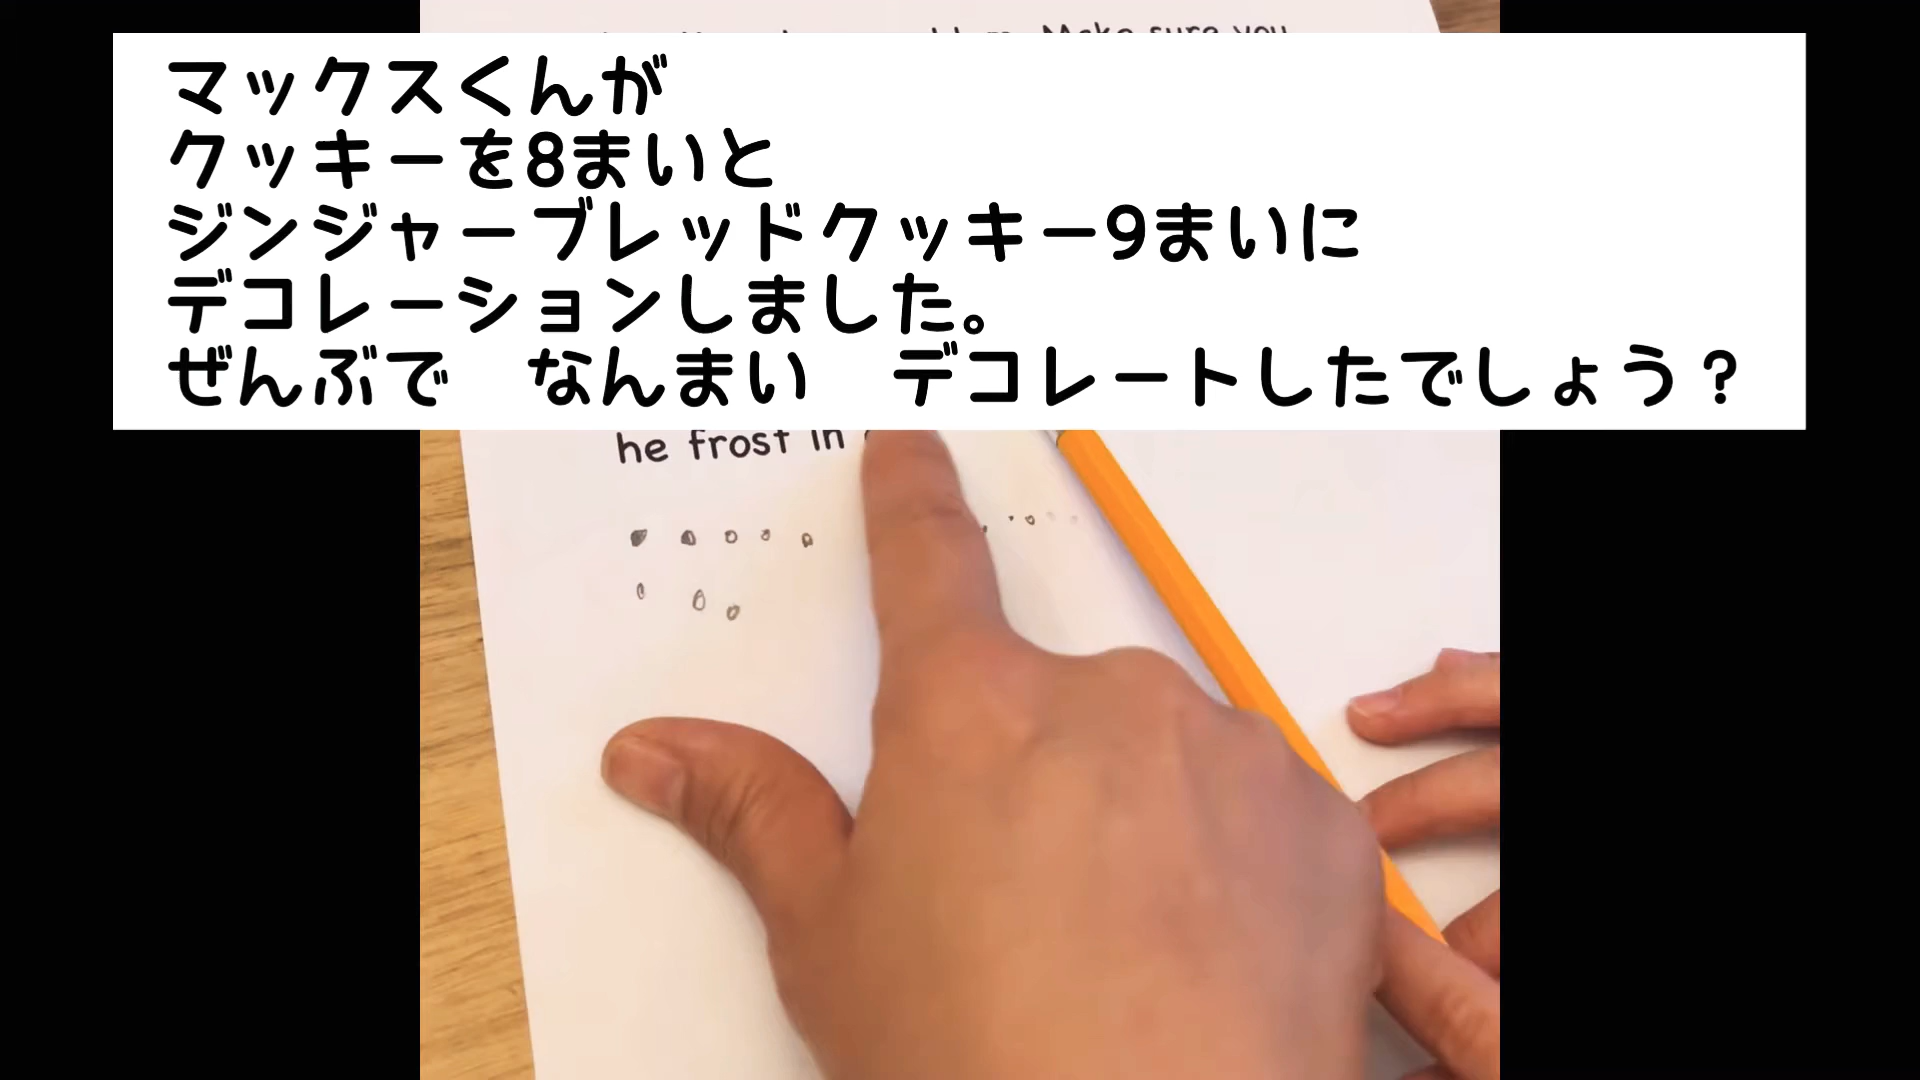 Make sure you
マックスくんが
クッキーを8まいと
ジンジャーブレッドクッキー9まいに
デコレーションしました。
ぜんぶで　なんまい　デコレートしたでしょう？
he frost in